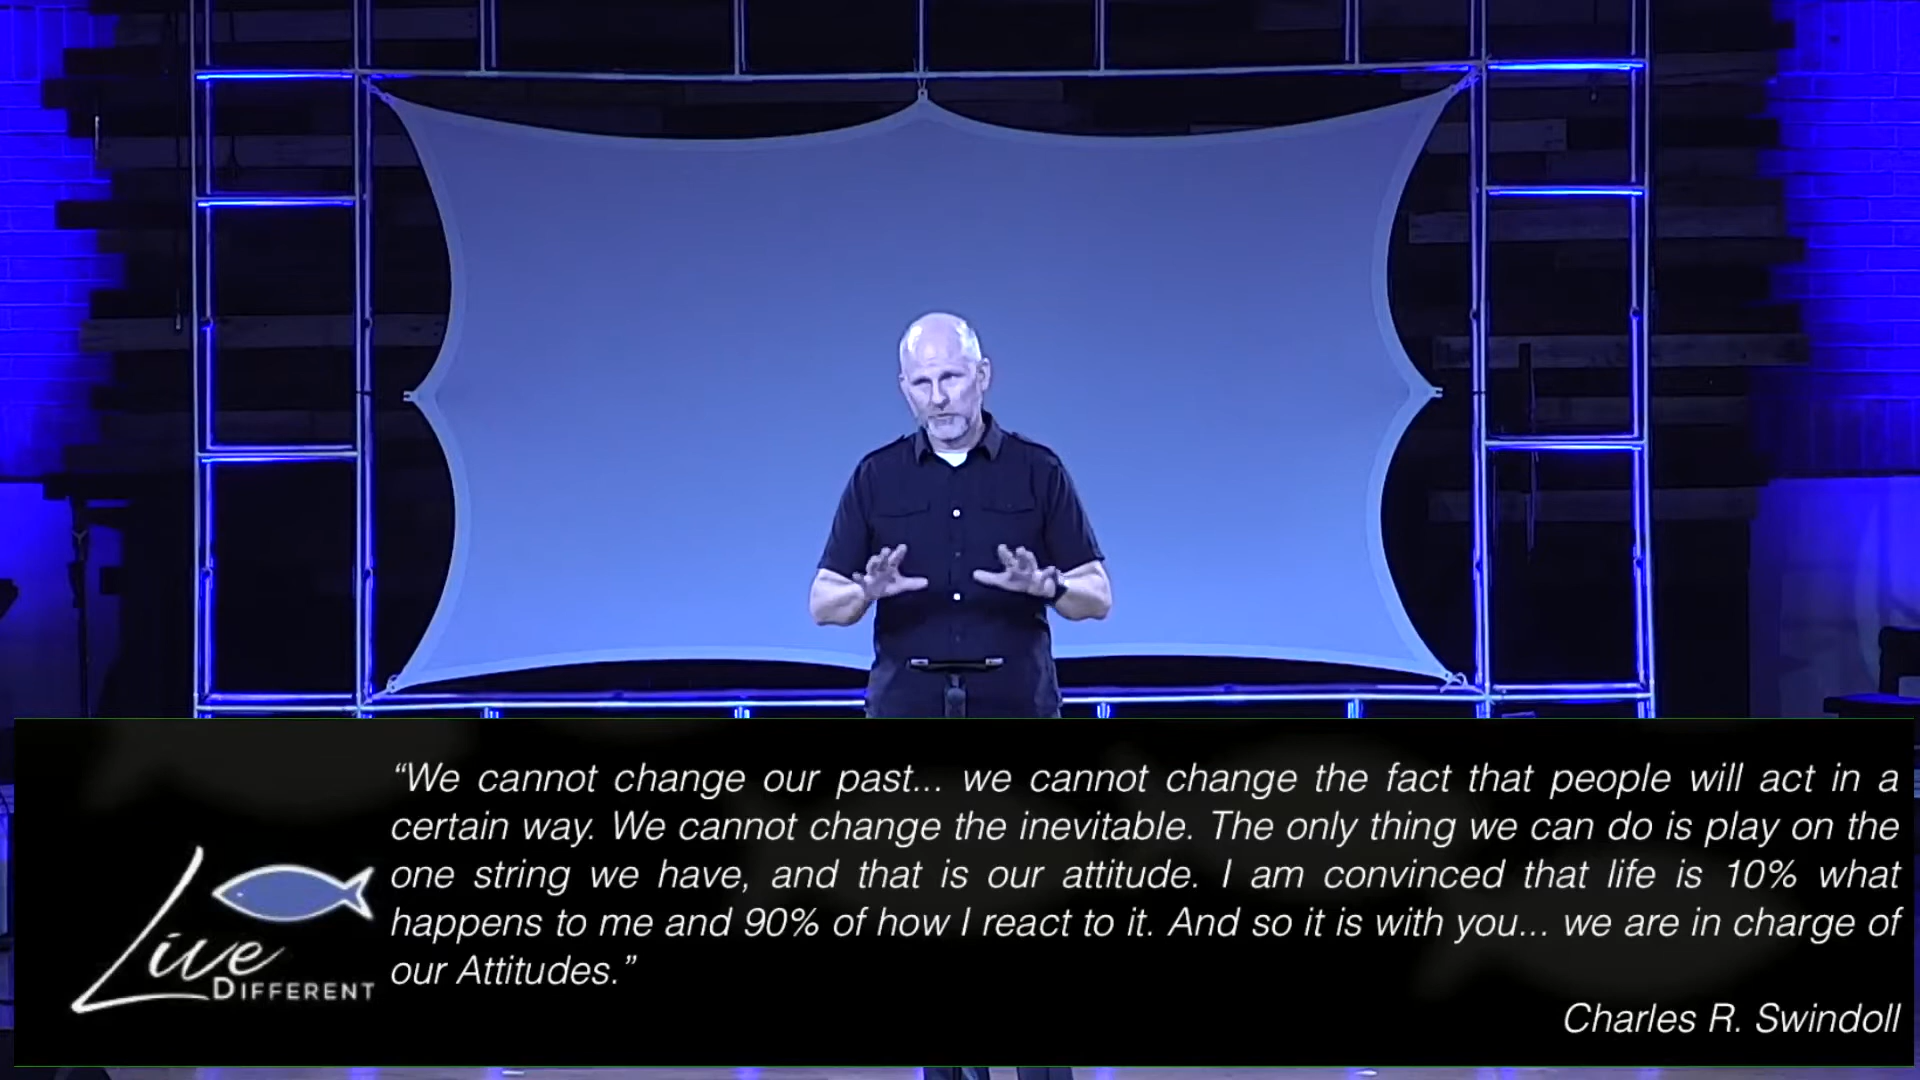 “We cannot change our past... we cannot change the fact that people will act in a
certain way. We cannot change the inevitable. The only thing we can do is play on the
one string we have, and that is our attitude. I am convinced that life is 10% what
happens to me and 90% of how I react to it. And so it is with you... we are in charge of
our Attitudes.”
Charles R. Swindoll
Live
DIFFERENT